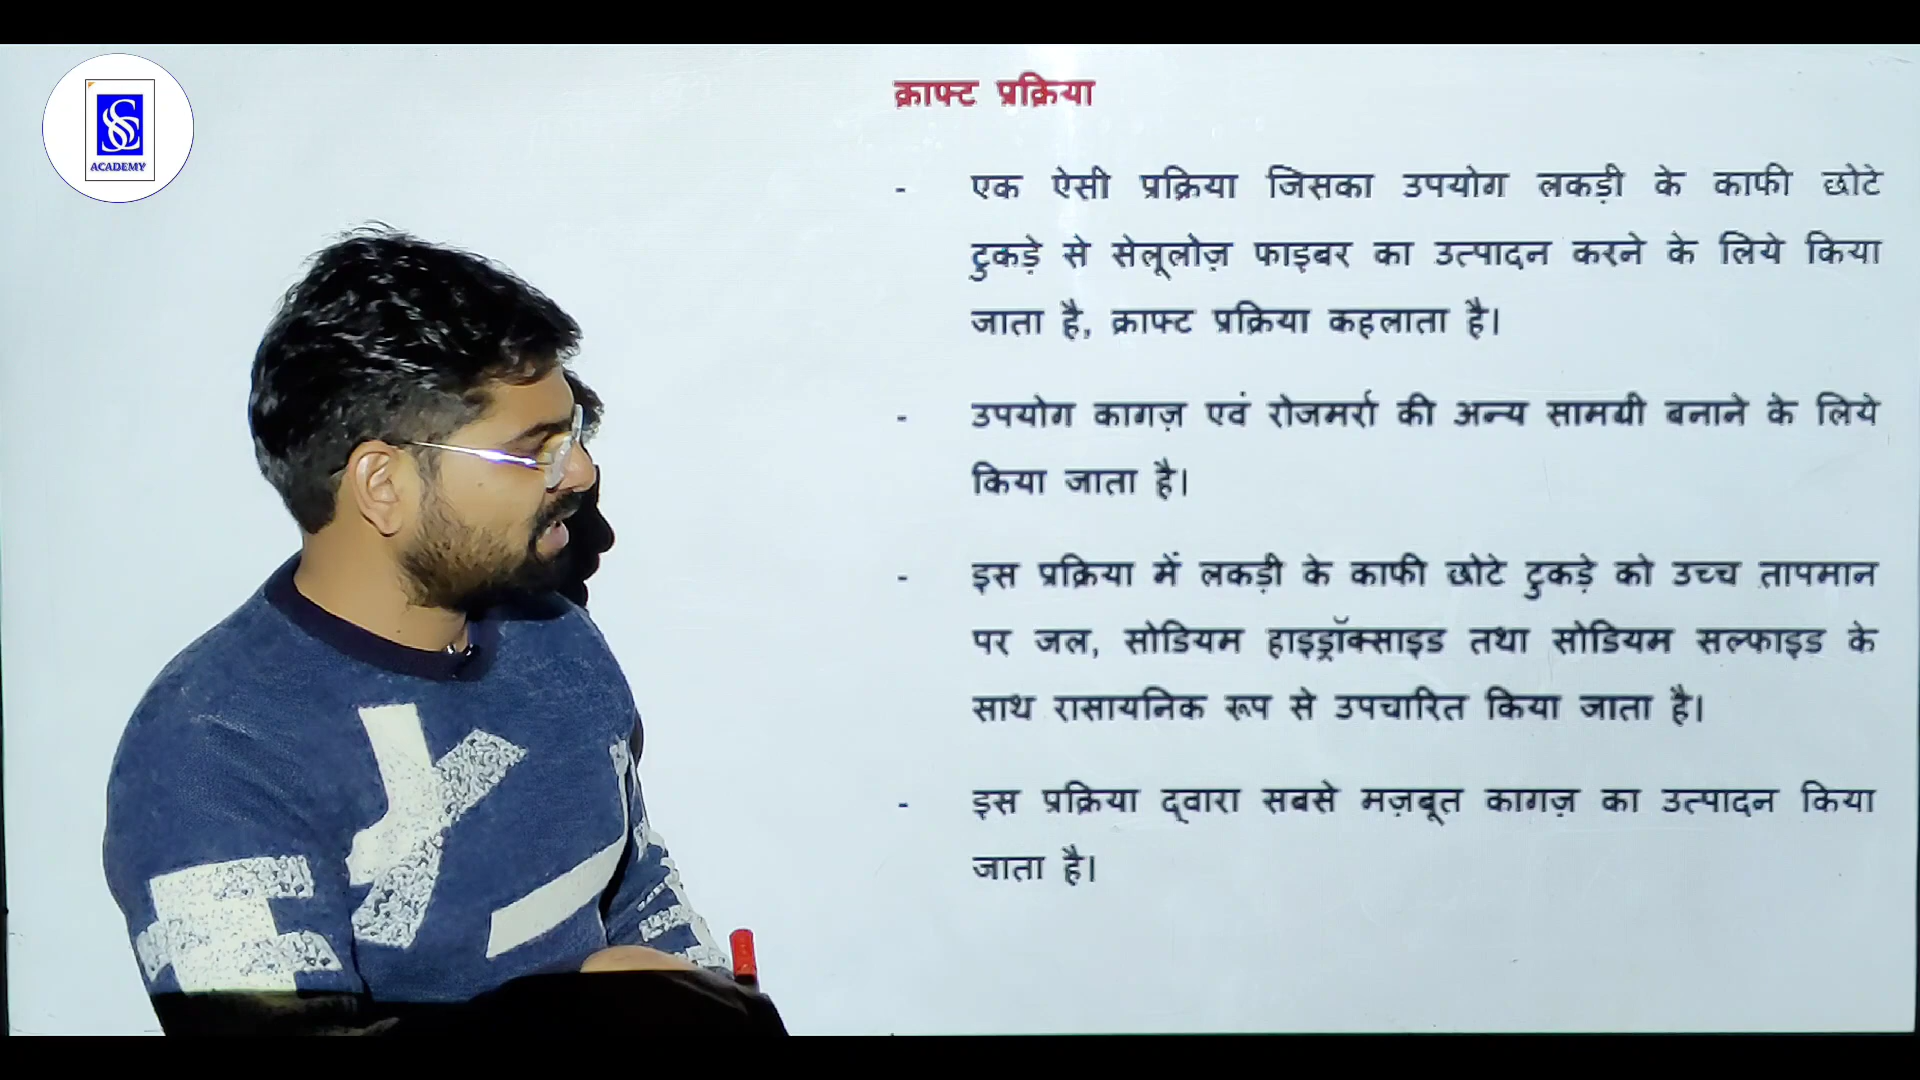 SSC
ACADEMY
क्राफ्ट प्रक्रिया
- एक ऐसी प्रक्रिया जिसका उपयोग लकड़ी के काफी छोटे
टुकड़े से सेलूलोज़ फाइबर का उत्पादन करने के लिये किया
जाता है, क्राफ्ट प्रक्रिया कहलाता है।
- उपयोग कागज़ एवं रोजमर्रा की अन्य सामग्री बनाने के लिये
किया जाता है।
- इस प्रक्रिया में लकड़ी के काफी छोटे टुकड़े को उच्च तापमान
पर जल, सोडियम हाइड्रॉक्साइड तथा सोडियम सल्फाइड के
साथ रासायनिक रूप से उपचारित किया जाता है।
- इस प्रक्रिया द्वारा सबसे मज़बूत कागज़ का उत्पादन किया
जाता है।